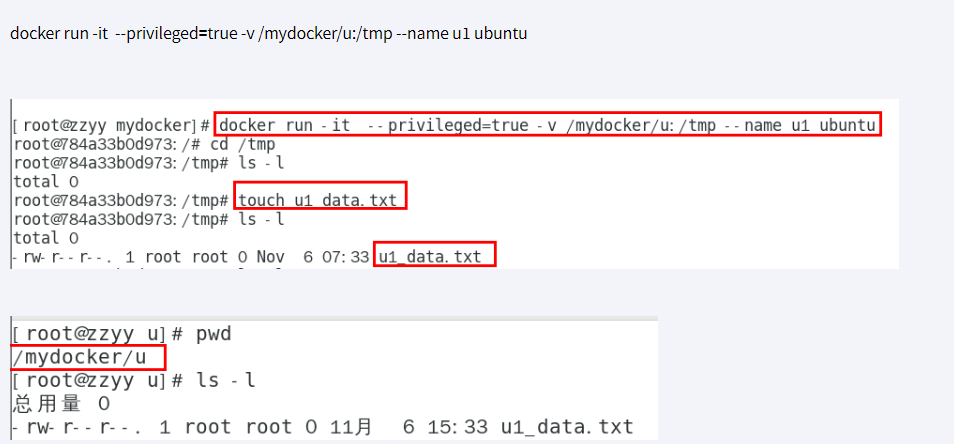 docker run -it --privileged=true -v /mydocker/u:/tmp --name u1 ubuntu
[root@zzyy mydocker]# docker run -it --privileged=true -v /mydocker/u:/tmp --name u1 ubuntu
root@784a33b0d973:/# cd /tmp
root@784a33b0d973:/tmp# ls -l
total 0
root@784a33b0d973:/tmp# touch u1_data.txt
root@784a33b0d973:/tmp# ls -l
total 0
-rw-r--r--. 1 root root 0 Nov 6 07:33 u1_data.txt
[root@zzyy u]# pwd
/mydocker/u
[root@zzyy u]# ls -l
总用量 0
-rw-r--r--. 1 root root 0 11月 6 15:33 u1_data.txt